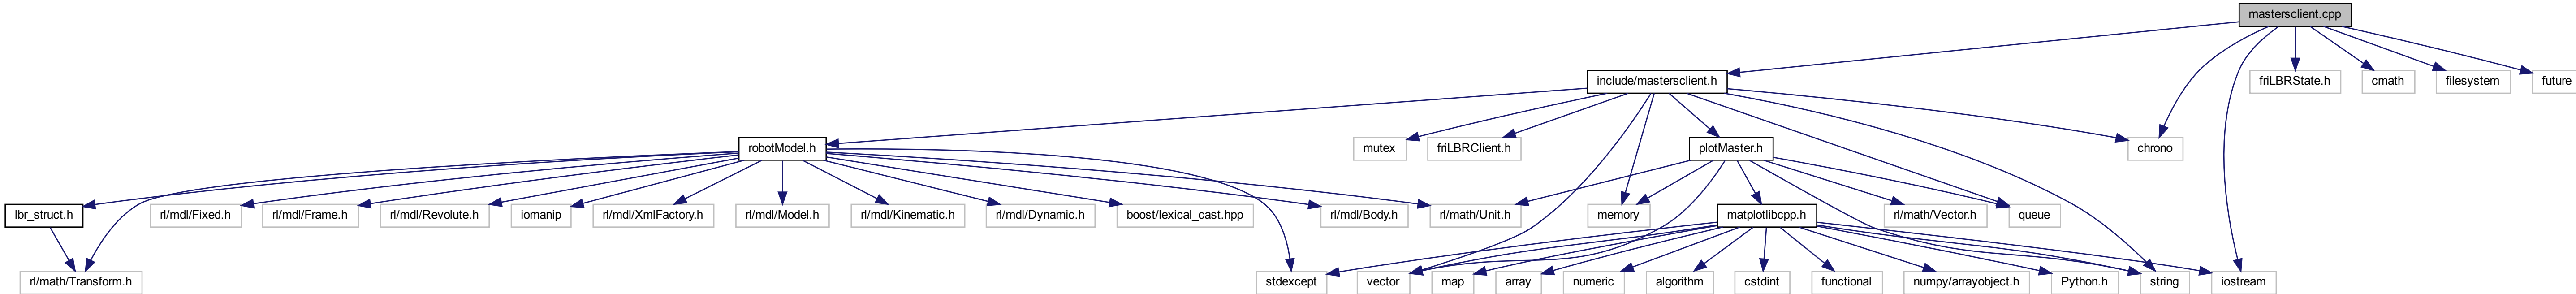 mastersclient.cpp
include/mastersclient.h
friLBRState.h
cmath
filesystem
future
robotModel.h
mutex
friLBRClient.h
plotMaster.h
chrono
lbr_struct.h
rl/mdl/Fixed.h
rl/mdl/Frame.h
rl/mdl/Revolute.h
iomanip
rl/mdl/XmlFactory.h
rl/mdl/Model.h
rl/mdl/Kinematic.h
rl/mdl/Dynamic.h
boost/lexical_cast.hpp
rl/mdl/Body.h
rl/math/Unit.h
memory
matplotlibcpp.h
rl/math/Vector.h
queue
rl/math/Transform.h
stdexcept
vector
map
array
numeric
algorithm
cstdint
functional
numpy/arrayobject.h
Python.h
string
iostream